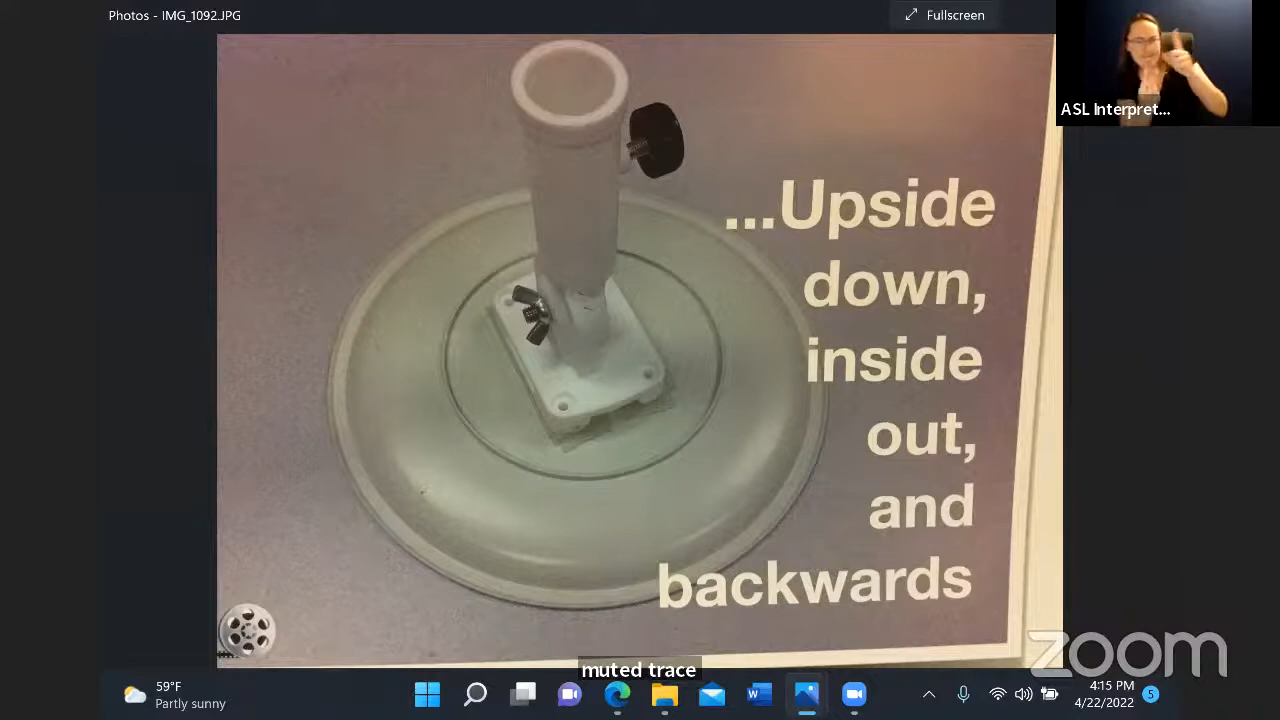 Photos - IMG_1092.JPG
Fullscreen
ASL Interpret...
...Upside
down,
inside
out,
and
backwards
zoom
muted trace
59°F
Partly sunny
4:15 PM
4/22/2022
5